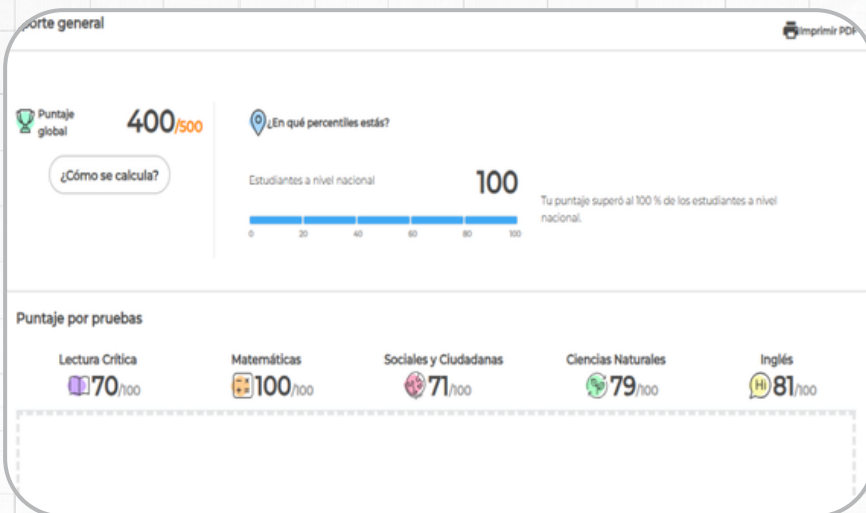 orte general
Imprimir PDF
Puntaje global
400/500
¿Cómo se calcula?
¿En qué percentiles estás?
Estudiantes a nivel nacional
100
0 20 40 60 80 100
Tu puntaje superó al 100 % de los estudiantes a nivel
nacional.
Puntaje por pruebas
Lectura Crítica
70/100
Matemáticas
100/100
Sociales y Ciudadanas
71/100
Ciencias Naturales
79/100
Inglés
Hi
81/100